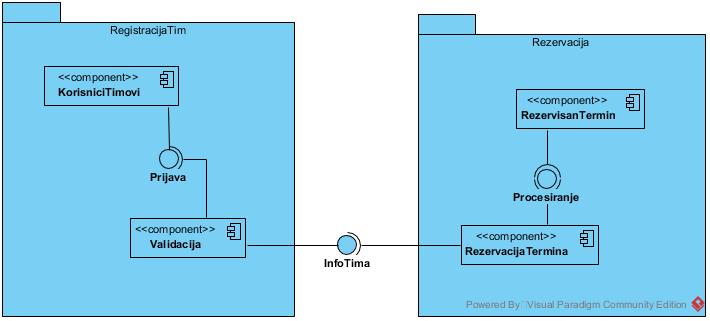 RegistracijaTim
<<component>>
KorisniciTimovi
Prijava
<<component>>
Validacija
InfoTima
Rezervacija
<<component>>
RezervisanTermin
Procesiranje
<<component>>
RezervacijaTermina
Powered By Visual Paradigm Community Edition